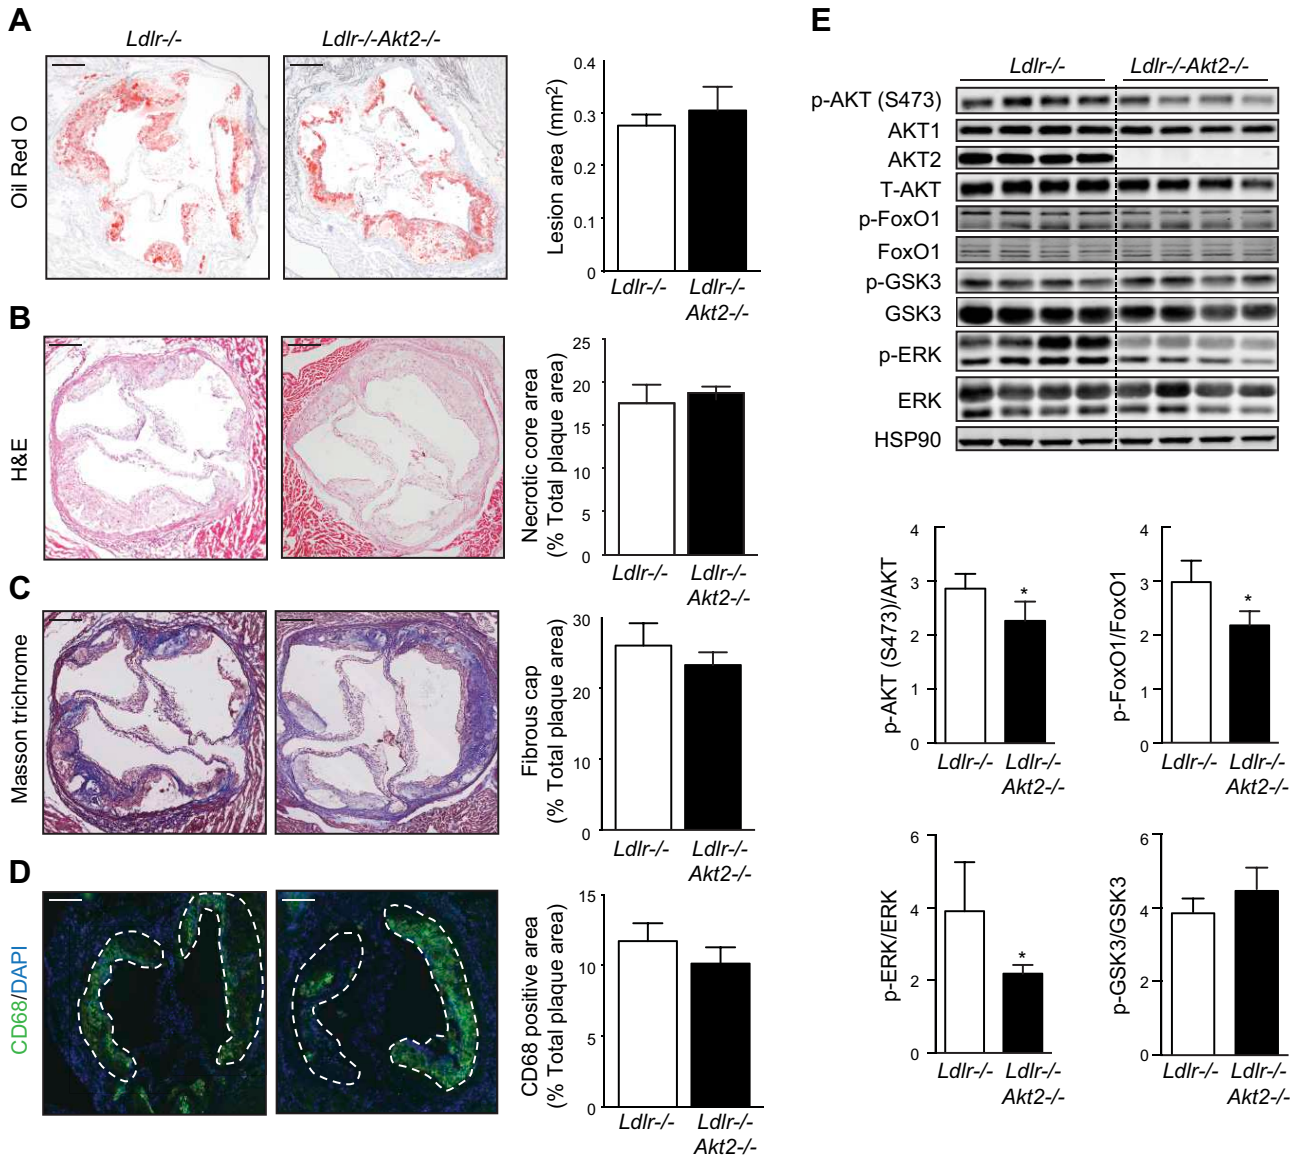 A
Ldlr-/-
Ldlr-/-Akt2-/-
Oil Red O
Lesion area (mm2)
0.4
0.3
0.2
0.1
0
Ldlr-/-
Ldlr-/-
Akt2-/-
B
H&E
Necrotic core area
(% Total plaque area)
25
20
15
10
5
0
Ldlr-/-
Ldlr-/-
Akt2-/-
C
Masson trichrome
Fibrous cap
(% Total plaque area)
30
20
10
0
Ldlr-/-
Ldlr-/-
Akt2-/-
D
CD68/DAPI
CD68 positive area
(% Total plaque area)
15
10
5
0
Ldlr-/-
Ldlr-/-
Akt2-/-
E
Ldlr-/-
Ldlr-/-Akt2-/-
p-AKT (S473)
AKT1
AKT2
T-AKT
p-FoxO1
FoxO1
p-GSK3
GSK3
p-ERK
ERK
HSP90
p-AKT (S473)/AKT
4
3
2
1
0
*
Ldlr-/-
Ldlr-/-
Akt2-/-
p-FoxO1/FoxO1
4
3
2
1
0
*
Ldlr-/-
Ldlr-/-
Akt2-/-
p-ERK/ERK
6
4
2
0
*
Ldlr-/-
Ldlr-/-
Akt2-/-
p-GSK3/GSK3
6
4
2
0
Ldlr-/-
Ldlr-/-
Akt2-/-